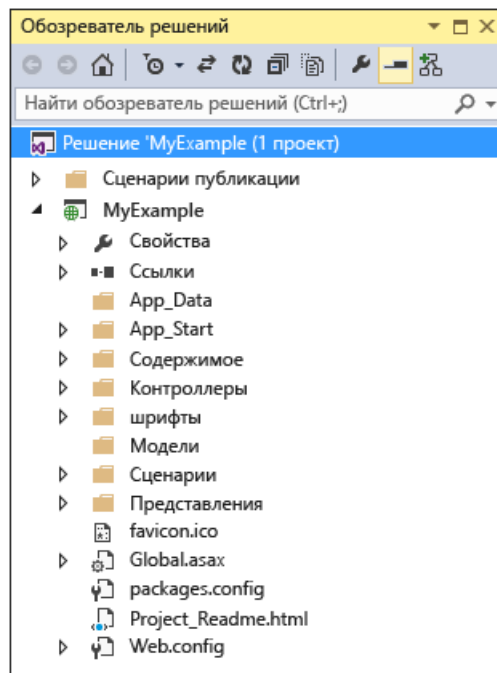 Обозреватель решений
Найти обозреватель решений (Ctrl+;)
Решение 'MyExample (1 проект)
Сценарии публикации
MyExample
Свойства
Ссылки
App_Data
App_Start
Содержимое
Контроллеры
шрифты
Модели
Сценарии
Представления
favicon.ico
Global.asax
packages.config
Project_Readme.html
Web.config